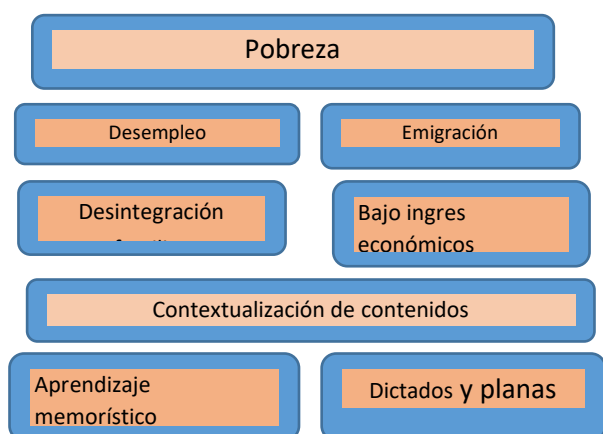 Pobreza
Desempleo
Emigración
Desintegración
Bajo ingres
económicos
Contextualización de contenidos
Aprendizaje
memorístico
Dictados y planas